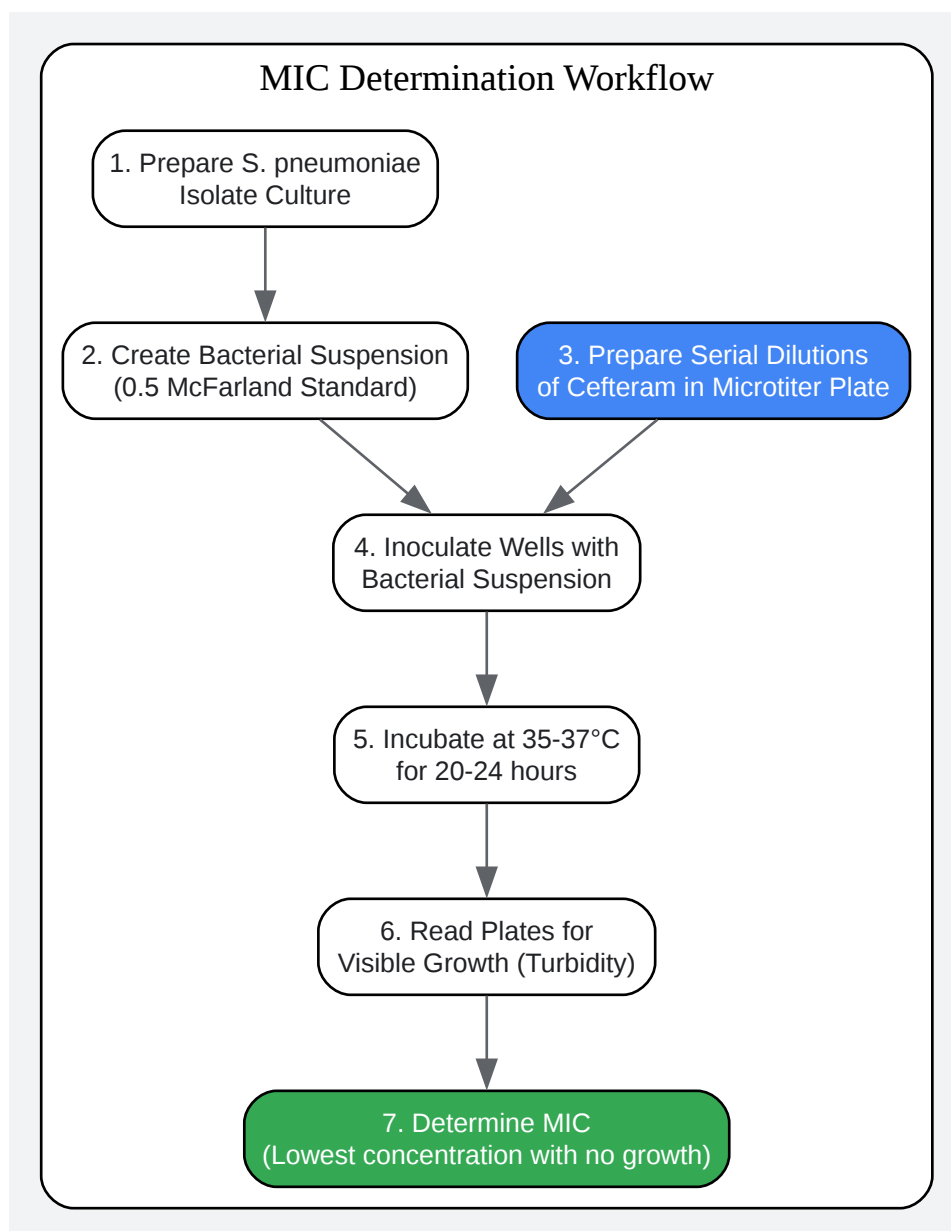 MIC Determination Workflow
1. Prepare S. pneumoniae
Isolate Culture
2. Create Bacterial Suspension
(0.5 McFarland Standard)
3. Prepare Serial Dilutions
of Cefteram in Microtiter Plate
4. Inoculate Wells with
Bacterial Suspension
5. Incubate at 35-37°C
for 20-24 hours
6. Read Plates for
Visible Growth (Turbidity)
7. Determine MIC
(Lowest concentration with no growth)